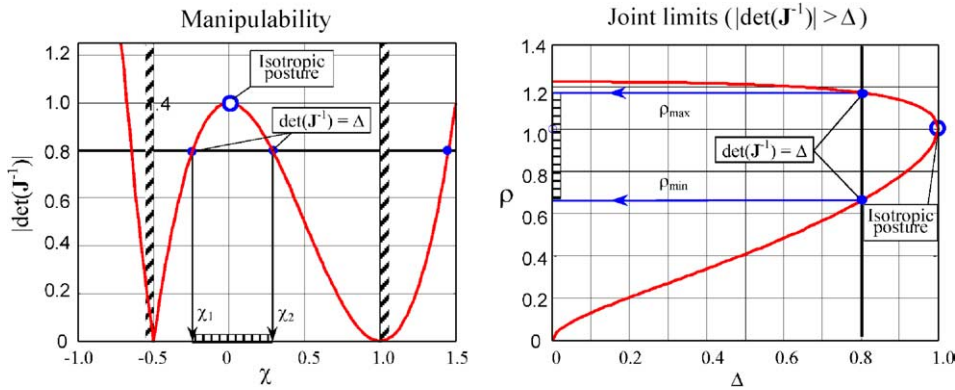 Manipulability
1.2
1.0
0.8
0.6
0.4
0.2
0
|det(J⁻¹)|
1.4
Isotropic
posture
det(J⁻¹) = Δ
χ₁
χ₂
-1.0
-0.5
0
0.5
1.0
1.5
χ
Joint limits (|det(J⁻¹)| > Δ)
1.4
1.2
1.0
0.8
0.6
0.4
0.2
0
ρ
ρmax
det(J⁻¹) = Δ
ρmin
Isotropic
posture
0.0
0.2
0.4
0.6
0.8
1.0
Δ